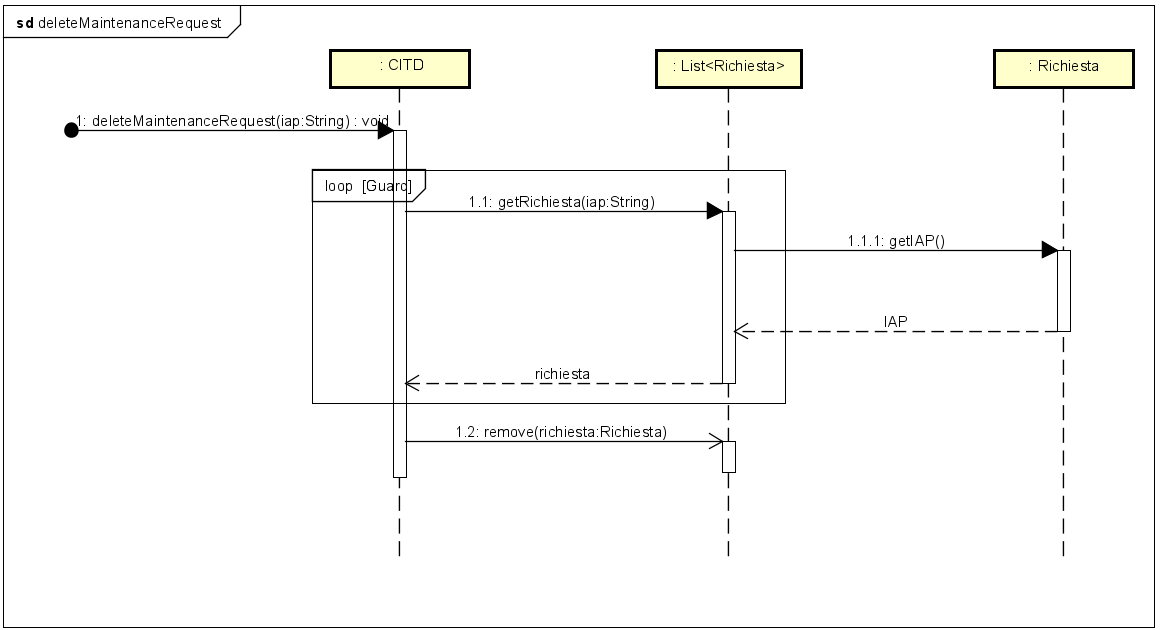 sd deleteMaintenanceRequest
: CITD
: List<Richiesta>
: Richiesta
1: deleteMaintenanceRequest(iap:String) : void
loop [Guard]
1.1: getRichiesta(iap:String)
1.1.1: getIAP()
IAP
richiesta
1.2: remove(richiesta:Richiesta)